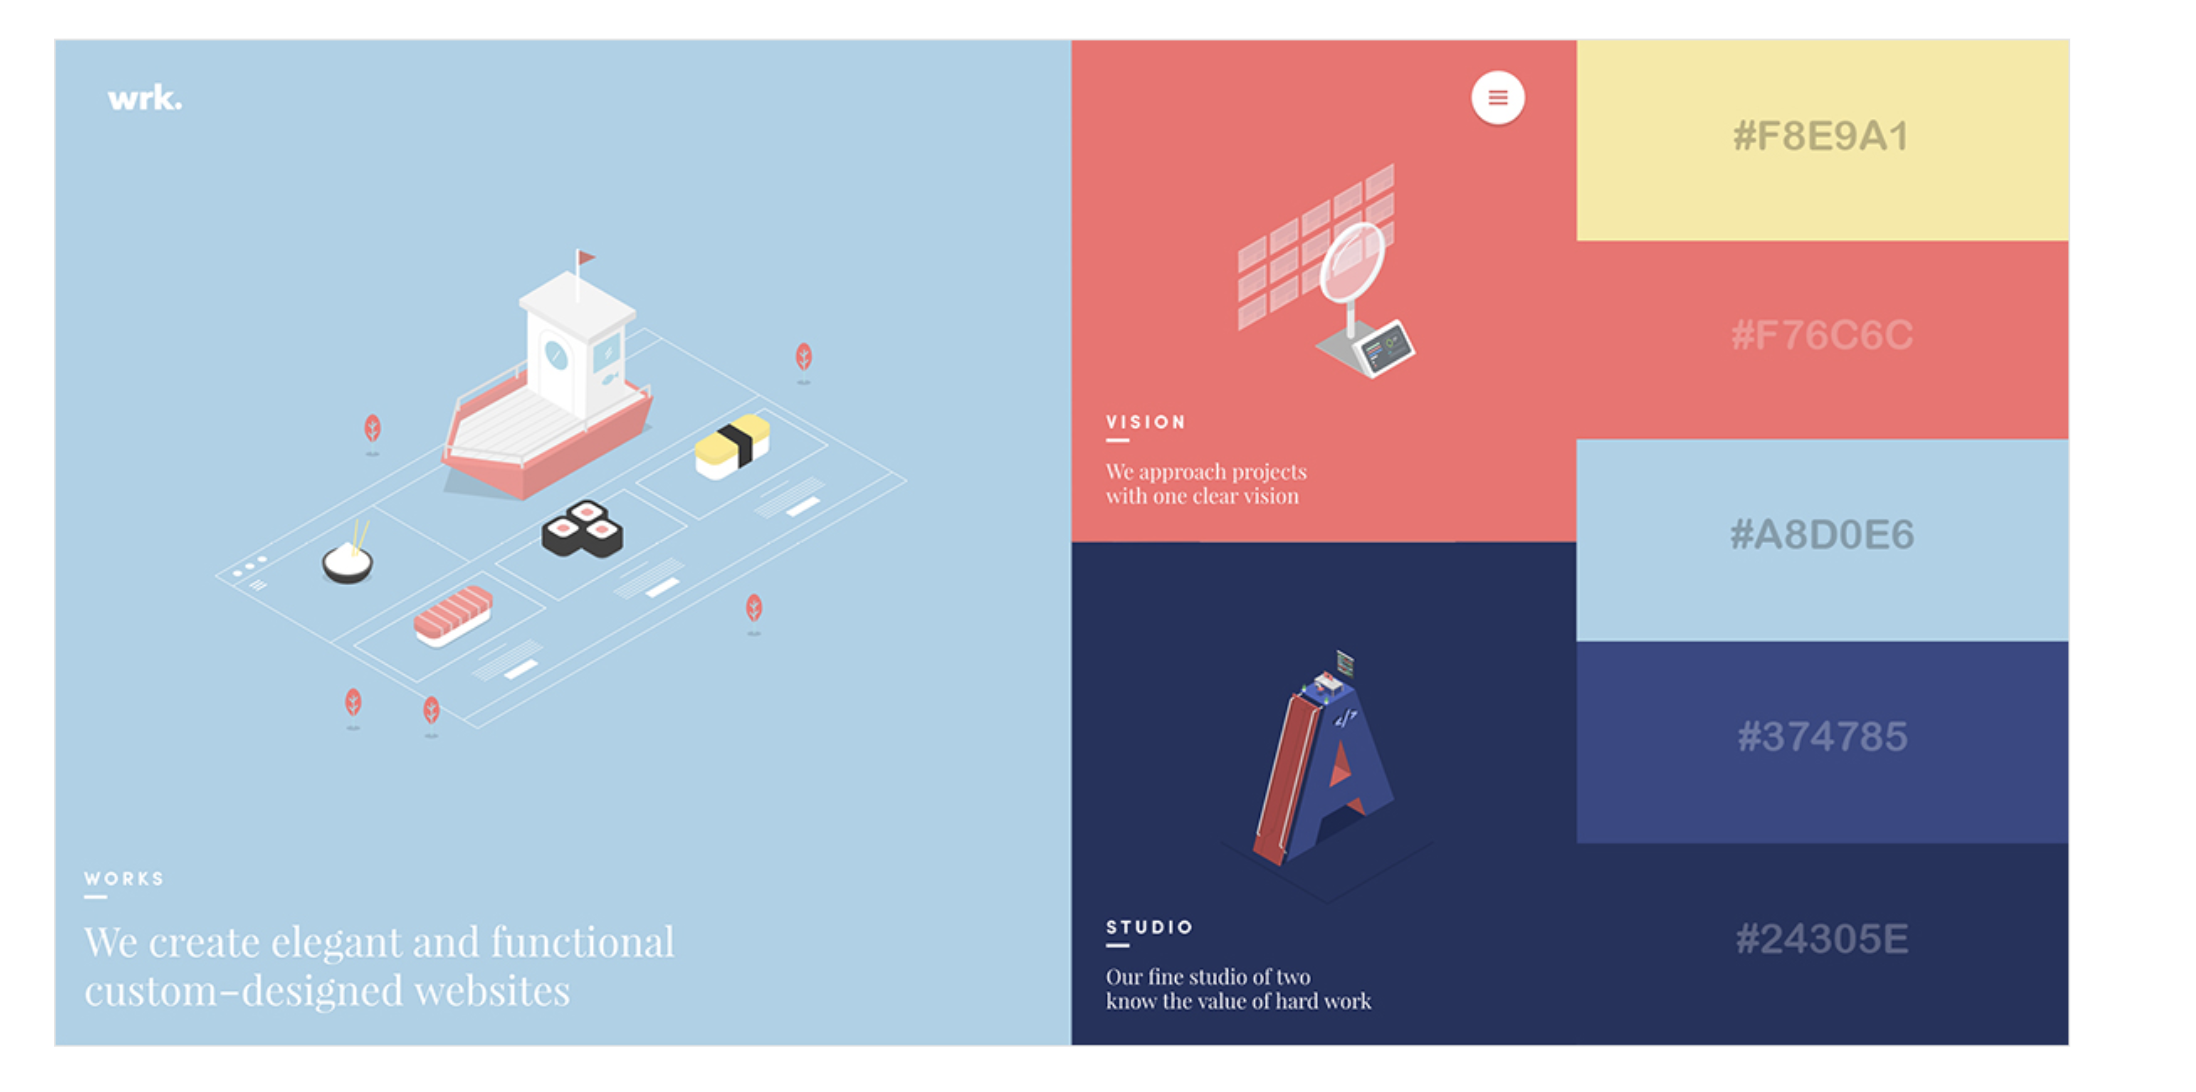 wrk.
WORKS
We create elegant and functional
custom-designed websites
VISION
We approach projects
with one clear vision
</>
STUDIO
Our fine studio of two
know the value of hard work
#F8E9A1
#F76C6C
#A8D0E6
#374785
#24305E